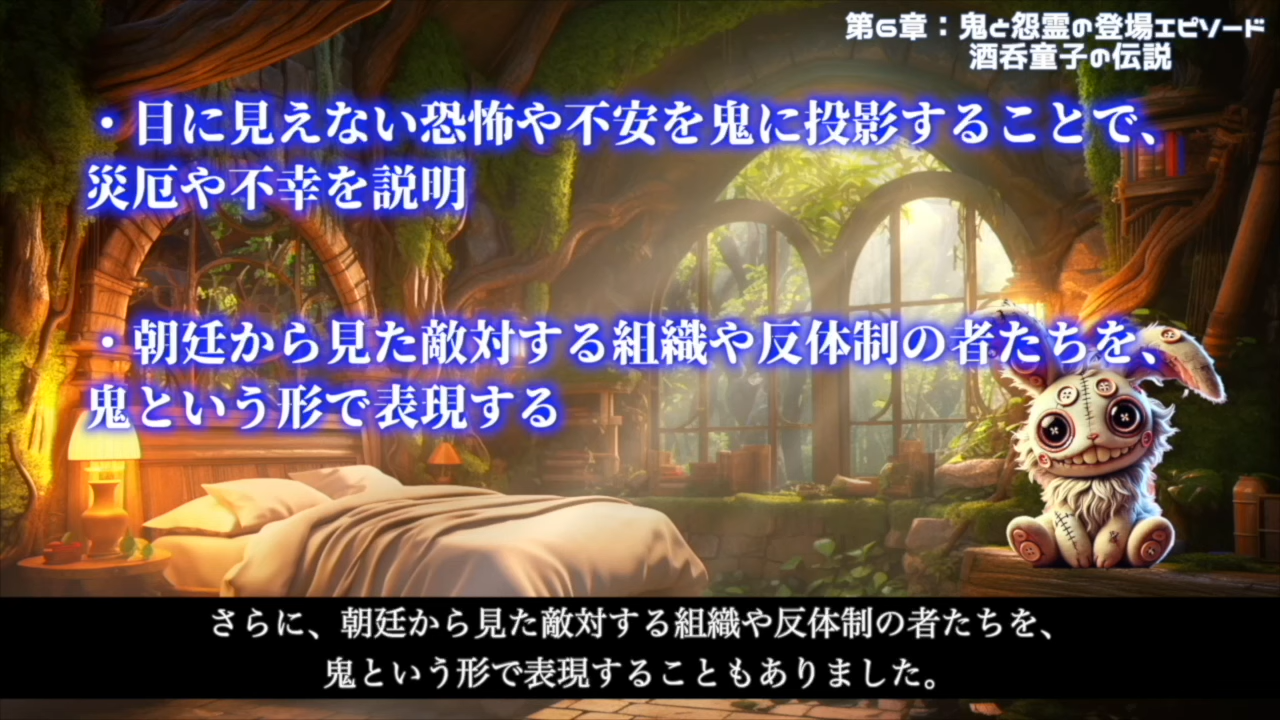 第6章：鬼と怨霊の登場エピソード
酒呑童子の伝説
・目に見えない恐怖や不安を鬼に投影することで、
災厄や不幸を説明
・朝廷から見た敵対する組織や反体制の者たちを、
鬼という形で表現する
さらに、朝廷から見た敵対する組織や反体制の者たちを、
鬼という形で表現することもありました。